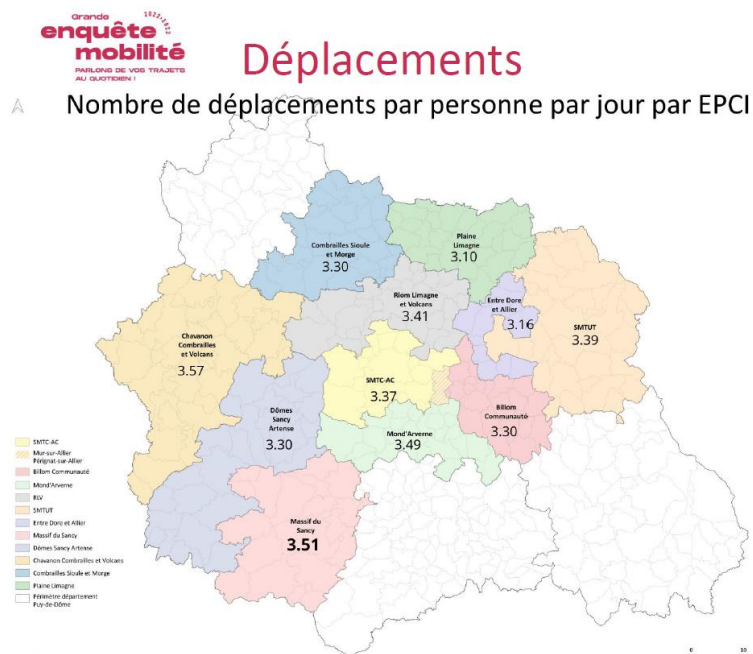 Grande 2022-2023
enquête
mobilité
PARLONS DE VOS TRAJETS
AU QUOTIDIEN !
Déplacements
Nombre de déplacements par personne par jour par EPCI
Combrailles Sioule
et Morge
3.30
Plaine
Limagne
3.10
Riom Limagne
et Volcans
3.41
Entre Dore
et Allier
3.16
SMTUT
3.39
Chavanon
Combrailles
et Volcans
3.57
SMTC-AC
3.37
Dômes
Sancy
Artense
3.30
Billom
Communauté
3.30
Mond'Arverne
3.49
Massif du
Sancy
3.51
SMTC-AC
Mur-sur-Allier
Pérignat-sur-Allier
Billom Communauté
Mond'Arverne
RLV
SMTUT
Entre Dore et Allier
Massif du Sancy
Dômes Sancy Artense
Chavanon Combrailles et Volcans
Combrailles Sioule et Morge
Plaine Limagne
Périmètre département
Puy-de-Dôme
0 10